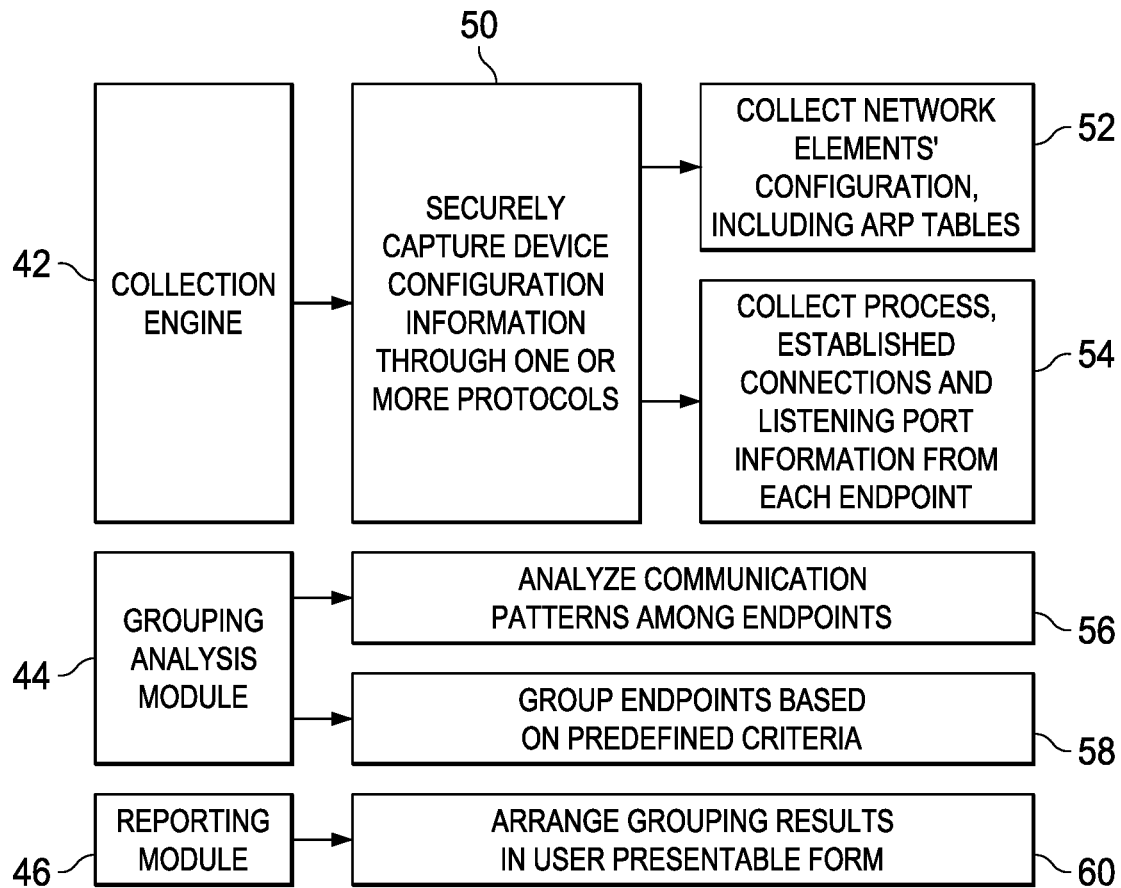 50
COLLECTION
ENGINE
42
SECURELY
CAPTURE DEVICE
CONFIGURATION
INFORMATION
THROUGH ONE OR
MORE PROTOCOLS
COLLECT NETWORK
ELEMENTS'
CONFIGURATION,
INCLUDING ARP TABLES
52
COLLECT PROCESS,
ESTABLISHED
CONNECTIONS AND
LISTENING PORT
INFORMATION FROM
EACH ENDPOINT
54
GROUPING
ANALYSIS
MODULE
44
ANALYZE COMMUNICATION
PATTERNS AMONG ENDPOINTS
56
GROUP ENDPOINTS BASED
ON PREDEFINED CRITERIA
58
REPORTING
MODULE
46
ARRANGE GROUPING RESULTS
IN USER PRESENTABLE FORM
60